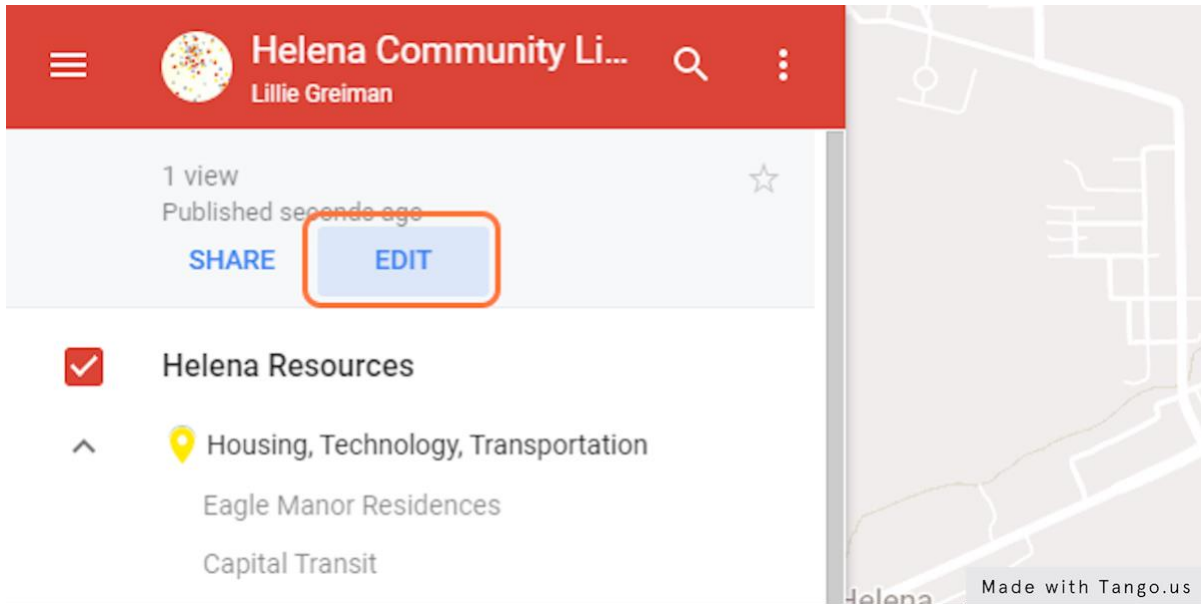 Helena Community Li...
Lillie Greiman
1 view
Published seconds ago
SHARE EDIT
Helena Resources
Housing, Technology, Transportation
Eagle Manor Residences
Capital Transit
Helena
Made with Tango.us